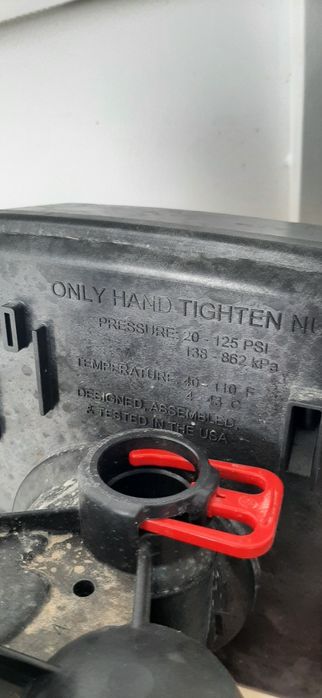 ONLY HAND TIGHTEN NU
PRESSURE: 20 - 125 PSI
138 - 862 kPa
TEMPERATURE: 40 - 110 F
4 - 43 C
DESIGNED, ASSEMBLED,
& TESTED IN THE USA